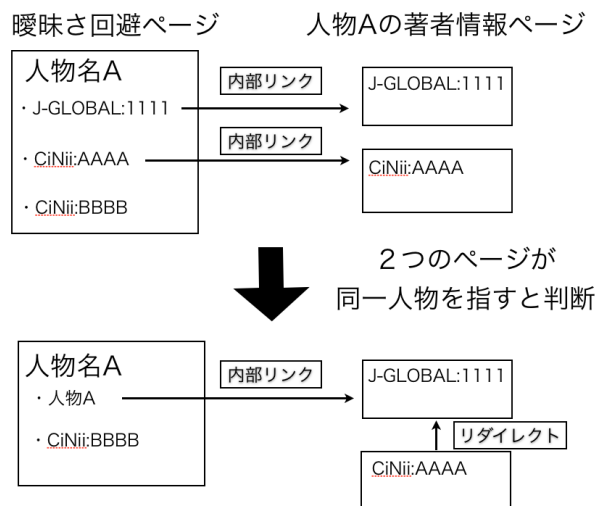 曖昧さ回避ページ
人物Aの著者情報ページ
人物名A
・J-GLOBAL:1111
内部リンク
J-GLOBAL:1111
・CiNii:AAAA
内部リンク
CiNii:AAAA
・CiNii:BBBB
２つのページが
同一人物を指すと判断
人物名A
・人物A
内部リンク
J-GLOBAL:1111
・CiNii:BBBB
リダイレクト
CiNii:AAAA